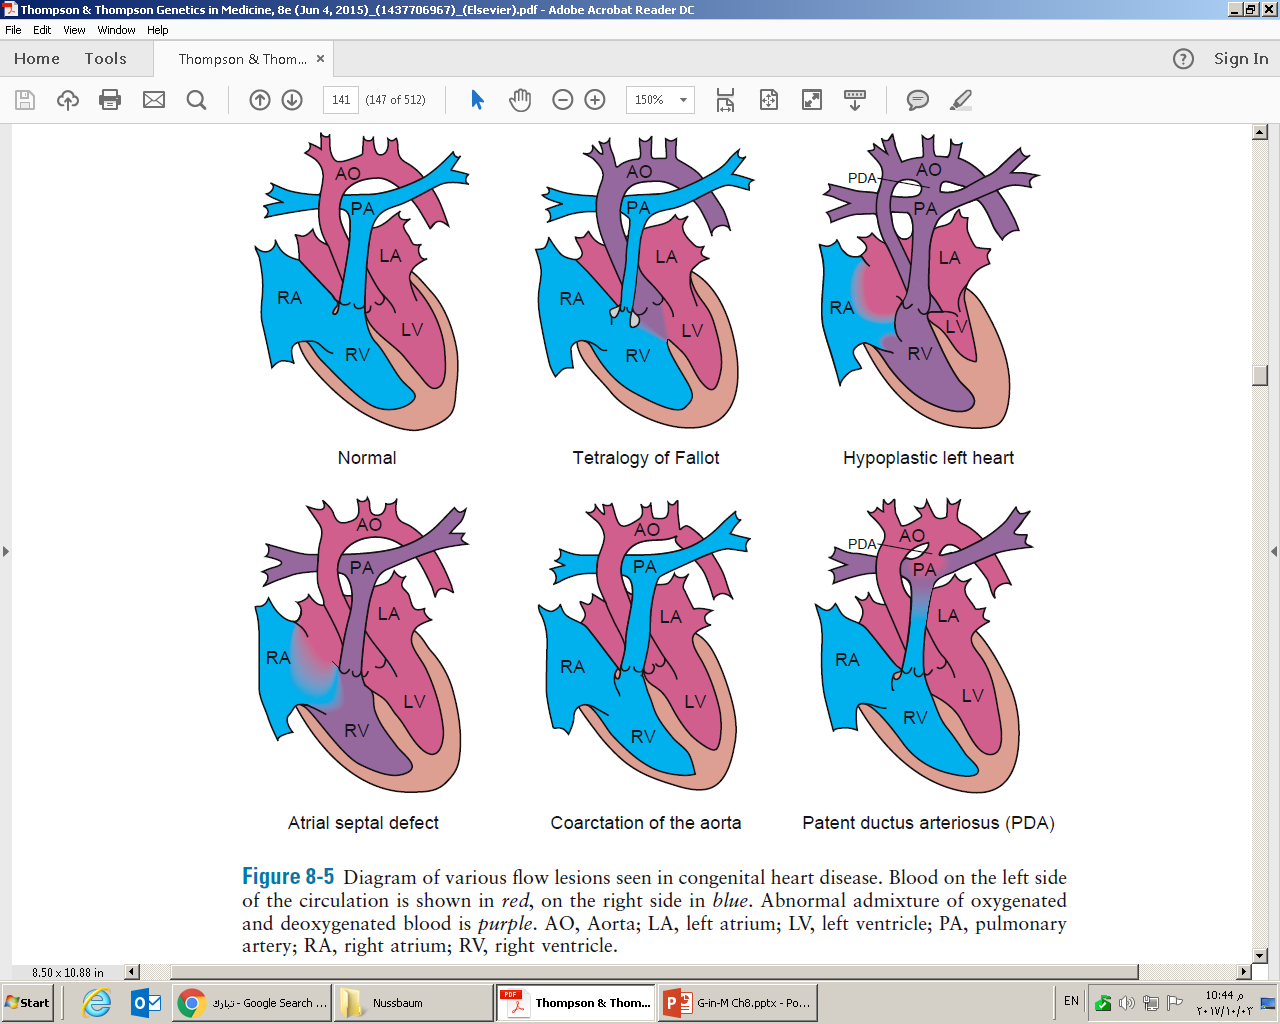 Thompson & Thompson Genetics in Medicine, 8e (Jun 4, 2015)_(1437706967)_(Elsevier).pdf - Adobe Acrobat Reader DC
File Edit View Window Help
Home Tools Thompson & Thom... × ? Sign In
141 (147 of 512) 150%
AO PA LA RA LV RV
AO PA LA RA LV RV
PDA AO PA LA RA LV RV
Normal Tetralogy of Fallot Hypoplastic left heart
AO PA LA RA LV RV
AO PA LA RA LV RV
PDA AO PA LA RA LV RV
Atrial septal defect Coarctation of the aorta Patent ductus arteriosus (PDA)
Figure 8-5 Diagram of various flow lesions seen in congenital heart disease. Blood on the left side
of the circulation is shown in red, on the right side in blue. Abnormal admixture of oxygenated
and deoxygenated blood is purple. AO, Aorta; LA, left atrium; LV, left ventricle; PA, pulmonary
artery; RA, right atrium; RV, right ventricle.
8.50 x 10.88 in
Start تبارك - Google Search ... Nussbaum PDF Thompson & Thom... G-in-M Ch8.pptx - Po... EN 10:44 م
٢٠١٧/١٠/٠٣